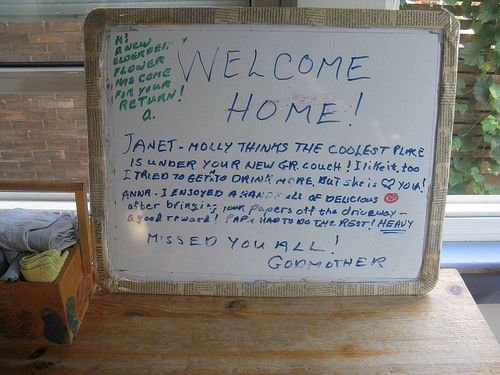 HI!
A NEW
ELDERBERRY
FLOWER
HAS COME
FOR YOUR
RETURN!
Q.
WELCOME
HOME!
JANET - MOLLY THINKS THE COOLEST PLACE
IS UNDER YOUR NEW GR. COUCH! I like it, too
I TRIED TO GET TO DRINK MORE, BUT she is ♡ YOU!
ANNA - I ENJOYED A HANDFull of DELICIOUS
after bringing your papers off the driveway -
a good reward! PAPA HAD TO DO THE REST! HEAVY
MISSED YOU ALL!
GODMOTHER